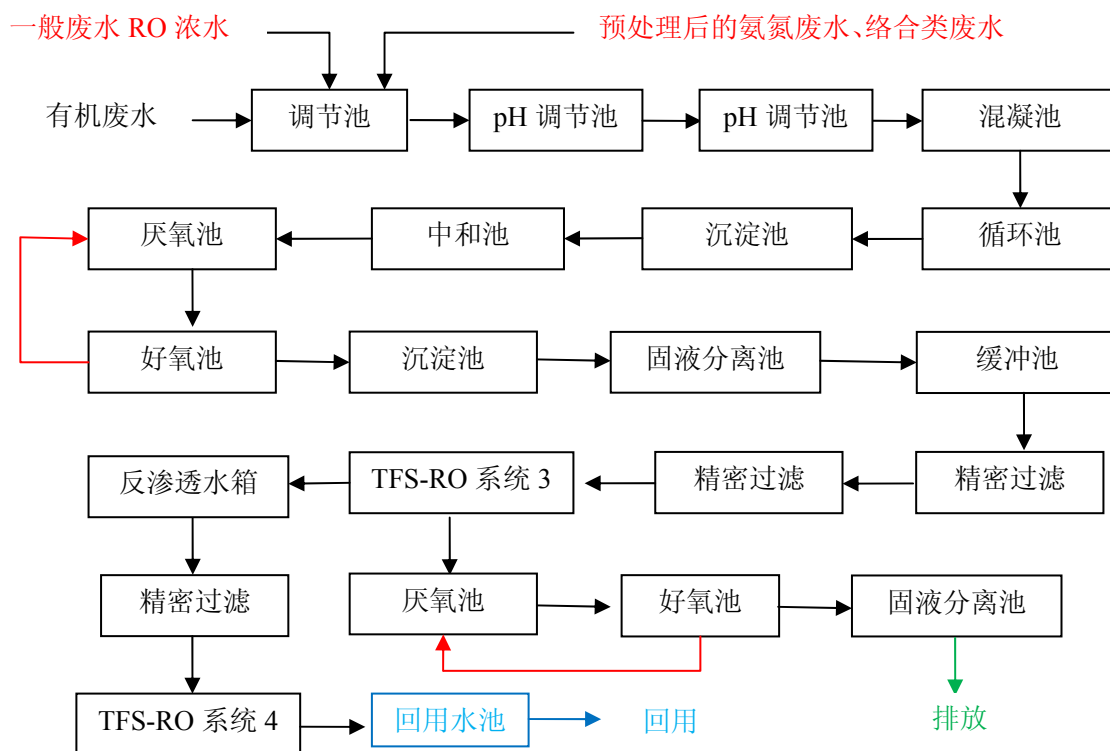 一般废水 RO 浓水
预处理后的氨氮废水、络合类废水
有机废水
调节池
pH 调节池
pH 调节池
混凝池
厌氧池
中和池
沉淀池
循环池
好氧池
沉淀池
固液分离池
缓冲池
反渗透水箱
TFS-RO 系统 3
精密过滤
精密过滤
精密过滤
厌氧池
好氧池
固液分离池
TFS-RO 系统 4
回用水池
回用
排放